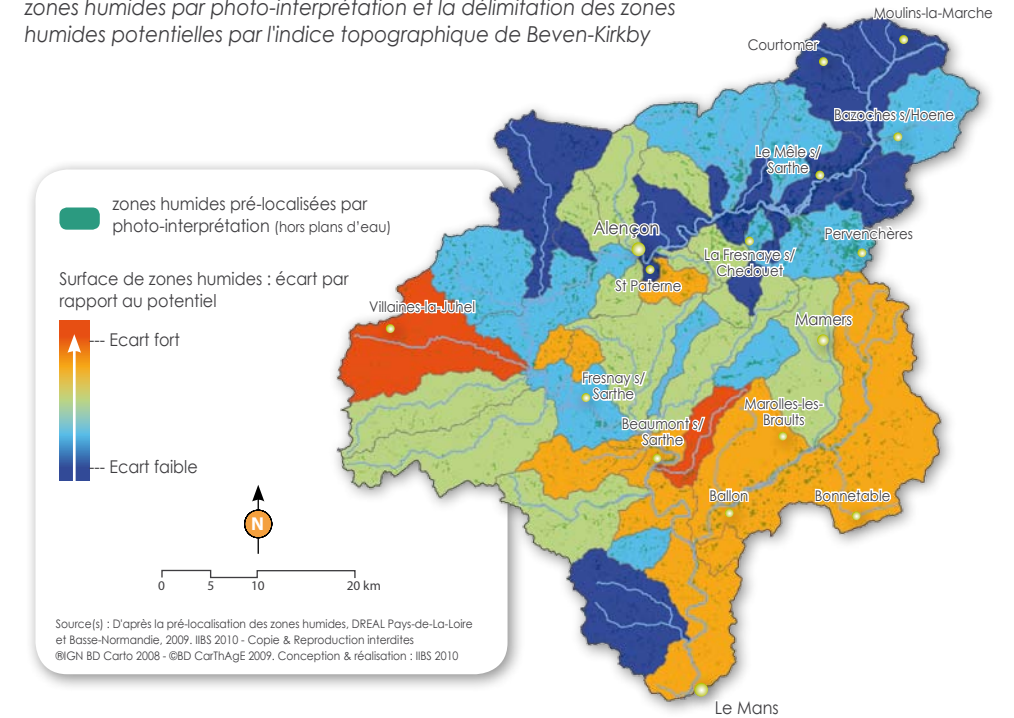 zones humides par photo-interprétation et la délimitation des zones
humides potentielles par l'indice topographique de Beven-Kirkby
Moulins-la-Marche
Courtomer
Bazoches s/Hoene
Le Mêle s/
Sarthe
zones humides pré-localisées par
photo-interprétation (hors plans d'eau)
Alençon
Pervenchères
La Fresnaye s/
Chedouet
Surface de zones humides : écart par
rapport au potentiel
St Paterne
Villaines-la-Juhel
Mamers
--- Ecart fort
Fresnay s/
Sarthe
Marolles-les-
Braults
Beaumont s/
Sarthe
--- Ecart faible
Ballon
Bonnetable
N
0 5 10 20 km
Source(s) : D'après la pré-localisation des zones humides, DREAL Pays-de-La-Loire
et Basse-Normandie, 2009. IIBS 2010 - Copie & Reproduction interdites
®IGN BD Carto 2008 - ©BD CarThAgE 2009. Conception & réalisation : IIBS 2010
Le Mans